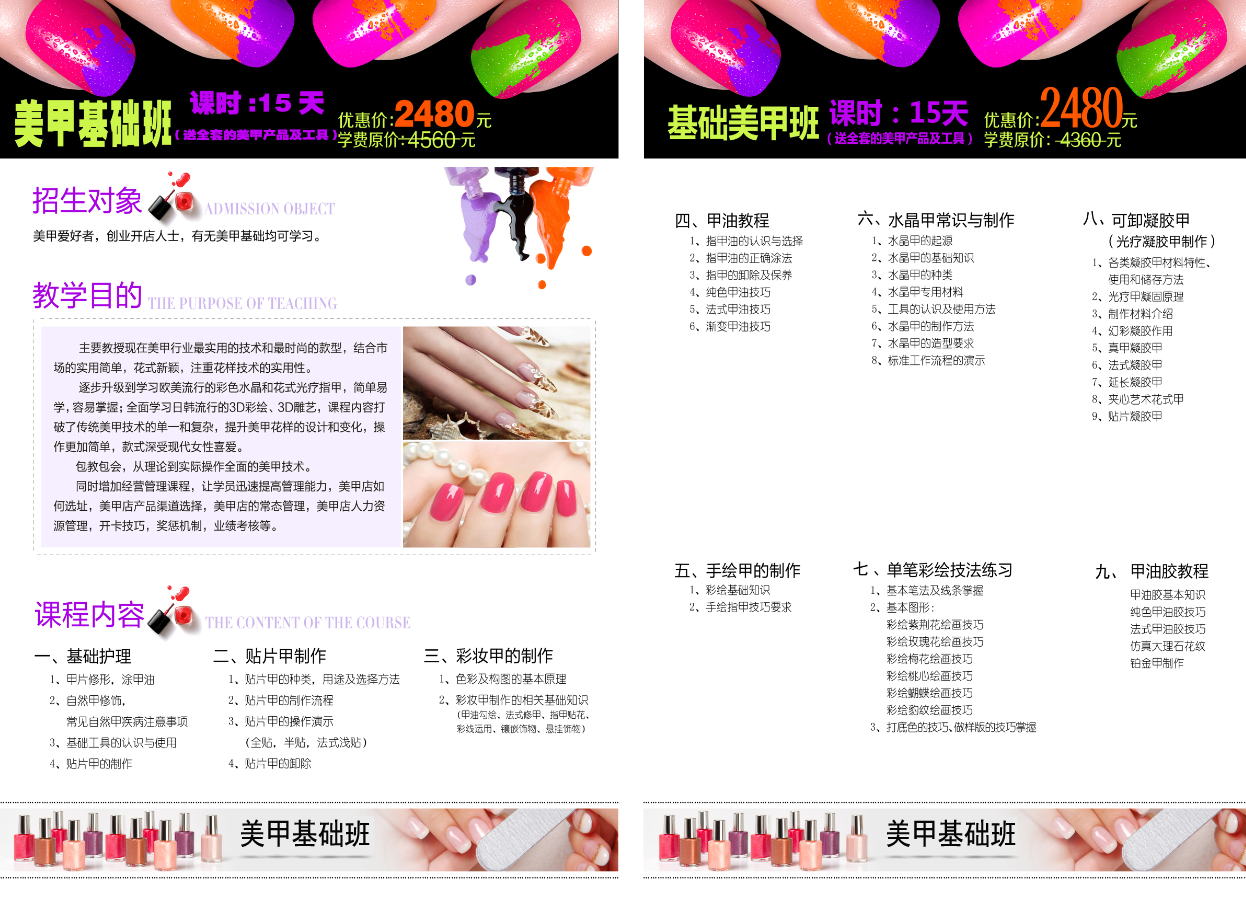 美甲基础班
课时:15 天
(送全套的美甲产品及工具)
优惠价:2480元
学费原价:4560元
招生对象
ADMISSION OBJECT
美甲爱好者，创业开店人士，有无美甲基础均可学习。
教学目的
THE PURPOSE OF TEACHING
主要教授现在美甲行业最实用的技术和最时尚的款型，结合市
场的实用简单，花式新颖，注重花样技术的实用性。
逐步升级到学习欧美流行的彩色水晶和花式光疗指甲，简单易
学，容易掌握；全面学习日韩流行的3D彩绘、3D雕艺，课程内容打
破了传统美甲技术的单一和复杂，提升美甲花样的设计和变化，操
作更加简单，款式深受现代女性喜爱。
包教包会，从理论到实际操作全面的美甲技术。
同时增加经营管理课程，让学员迅速提高管理能力，美甲店如
何选址，美甲店产品渠道选择，美甲店的常态管理，美甲店人力资
源管理，开卡技巧，奖惩机制，业绩考核等。
课程内容
THE CONTENT OF THE COURSE
一、基础护理
1、甲片修形，涂甲油
2、自然甲修饰，
常见自然甲疾病注意事项
3、基础工具的认识与使用
4、贴片甲的制作
二、贴片甲制作
1、贴片甲的种类，用途及选择方法
2、贴片甲的制作流程
3、贴片甲的操作演示
(全贴，半贴，法式浅贴)
4、贴片甲的卸除
三、彩妆甲的制作
1、色彩及构图的基本原理
2、彩妆甲制作的相关基础知识
(甲油勾绘、法式修甲、指甲贴花、
彩线运用、镶嵌饰物、悬挂饰物)
美甲基础班
基础美甲班
课时：15天
(送全套的美甲产品及工具)
优惠价:2480元
学费原价: 4360元
四、甲油教程
1、指甲油的认识与选择
2、指甲油的正确涂法
3、指甲的卸除及保养
4、纯色甲油技巧
5、法式甲油技巧
6、渐变甲油技巧
六、水晶甲常识与制作
1、水晶甲的起源
2、水晶甲的基础知识
3、水晶甲的种类
4、水晶甲专用材料
5、工具的认识及使用方法
6、水晶甲的制作方法
7、水晶甲的造型要求
8、标准工作流程的演示
八、可卸凝胶甲
(光疗凝胶甲制作)
1、各类凝胶甲材料特性、
使用和储存方法
2、光疗甲凝固原理
3、制作材料介绍
4、幻彩凝胶作用
5、真甲凝胶甲
6、法式凝胶甲
7、延长凝胶甲
8、夹心艺术花式甲
9、贴片凝胶甲
五、手绘甲的制作
1、彩绘基础知识
2、手绘指甲技巧要求
七、单笔彩绘技法练习
1、基本笔法及线条掌握
2、基本图形:
彩绘紫荆花绘画技巧
彩绘玫瑰花绘画技巧
彩绘梅花绘画技巧
彩绘桃心绘画技巧
彩绘蝴蝶绘画技巧
彩绘豹纹绘画技巧
3、打底色的技巧、做样版的技巧掌握
九、甲油胶教程
甲油胶基本知识
纯色甲油胶技巧
法式甲油胶技巧
仿真大理石花纹
铂金甲制作
美甲基础班